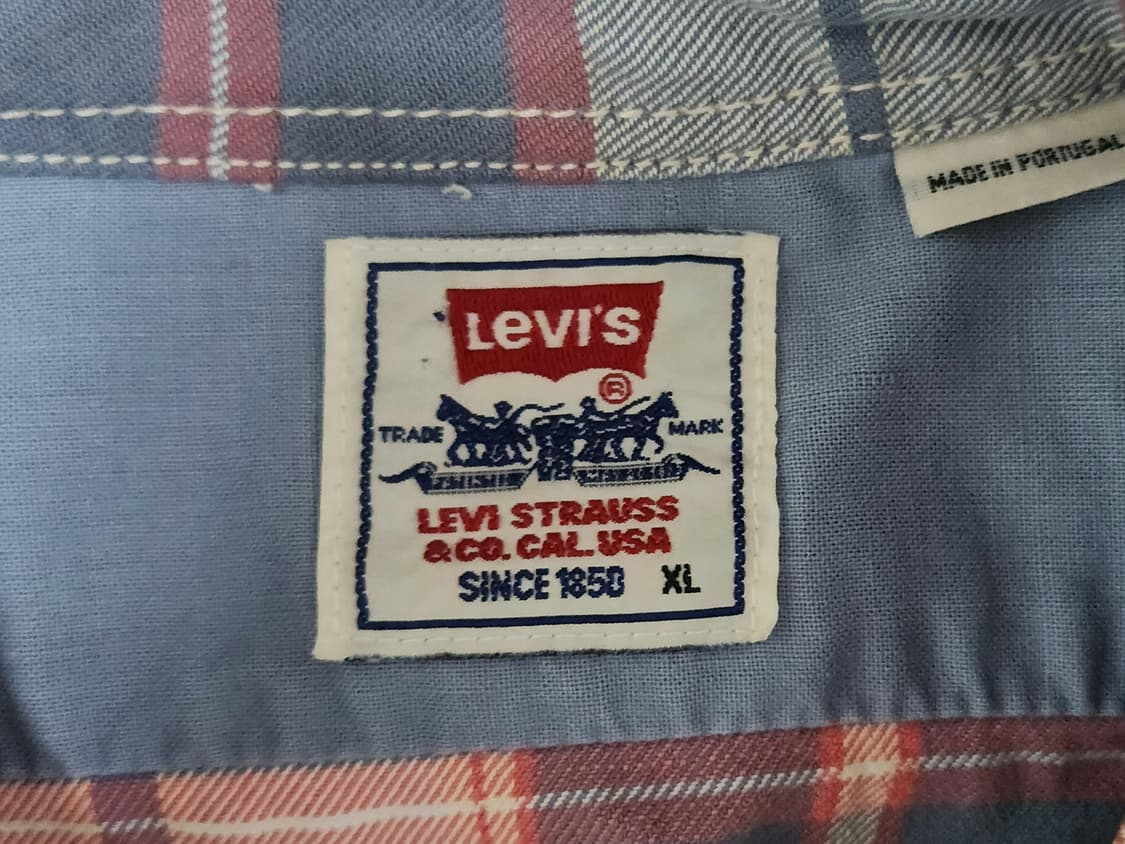 MADE IN PORTUGAL
LEVI'S
®
TRADE MARK
LEVI STRAUSS
& CO. CAL. USA
SINCE 1850 XL